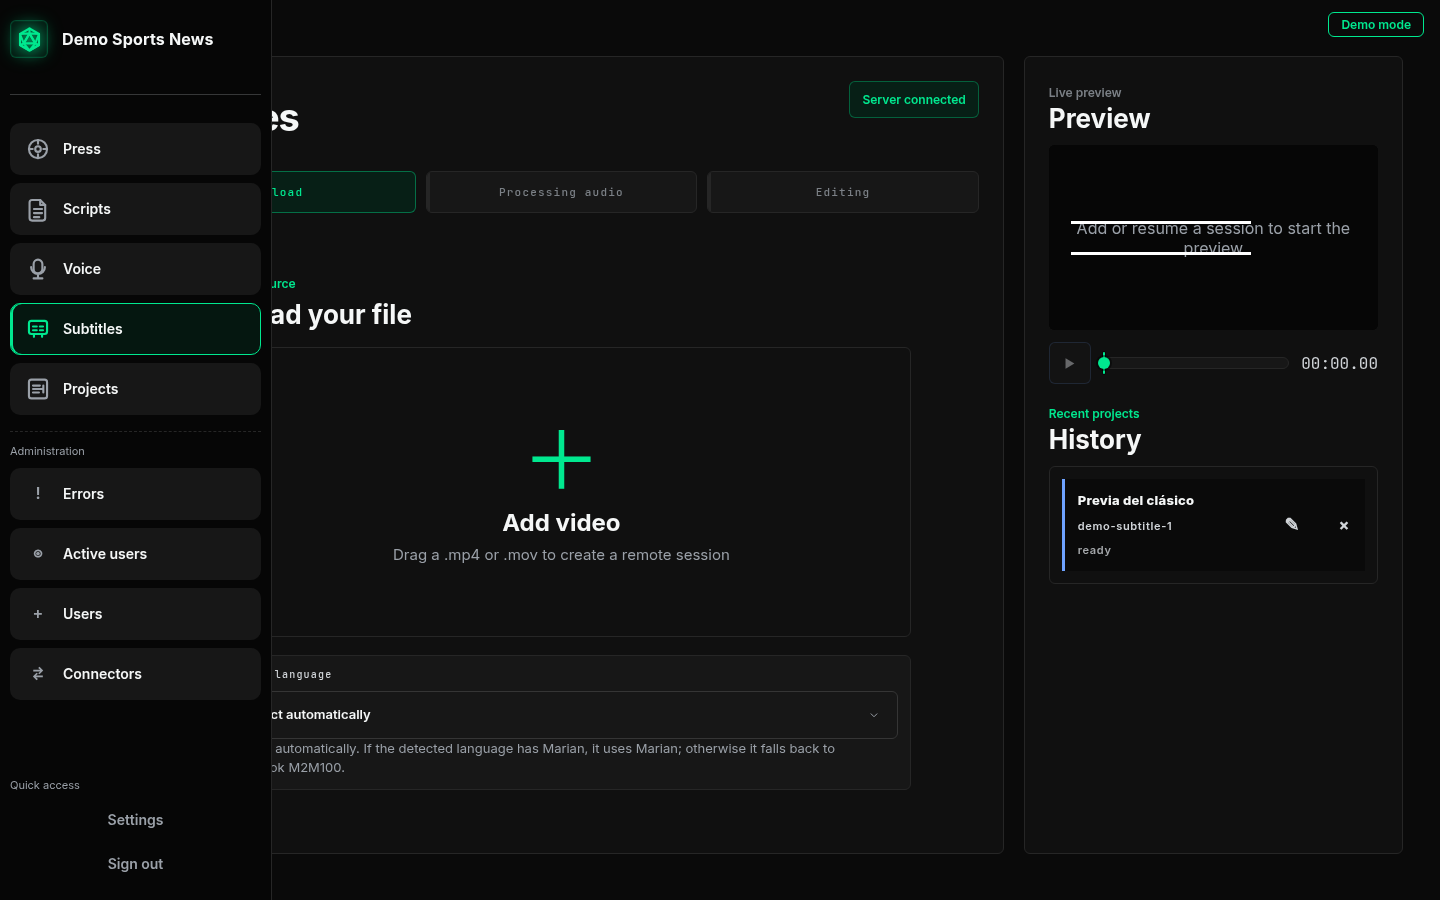 Demo Sports News
Press
Scripts
Voice
Subtitles
Projects
Administration
Errors
Active users
Users
Connectors
Quick access
Settings
Sign out
Demo mode
Server connected
Processing audio
Editing
ad your file
Add video
Drag a .mp4 or .mov to create a remote session
language
ct automatically
automatically. If the detected language has Marian, it uses Marian; otherwise it falls back to
ok M2M100.
Live preview
Preview
Add or resume a session to start the
preview
00:00.00
Recent projects
History
Previa del clásico
demo-subtitle-1
ready